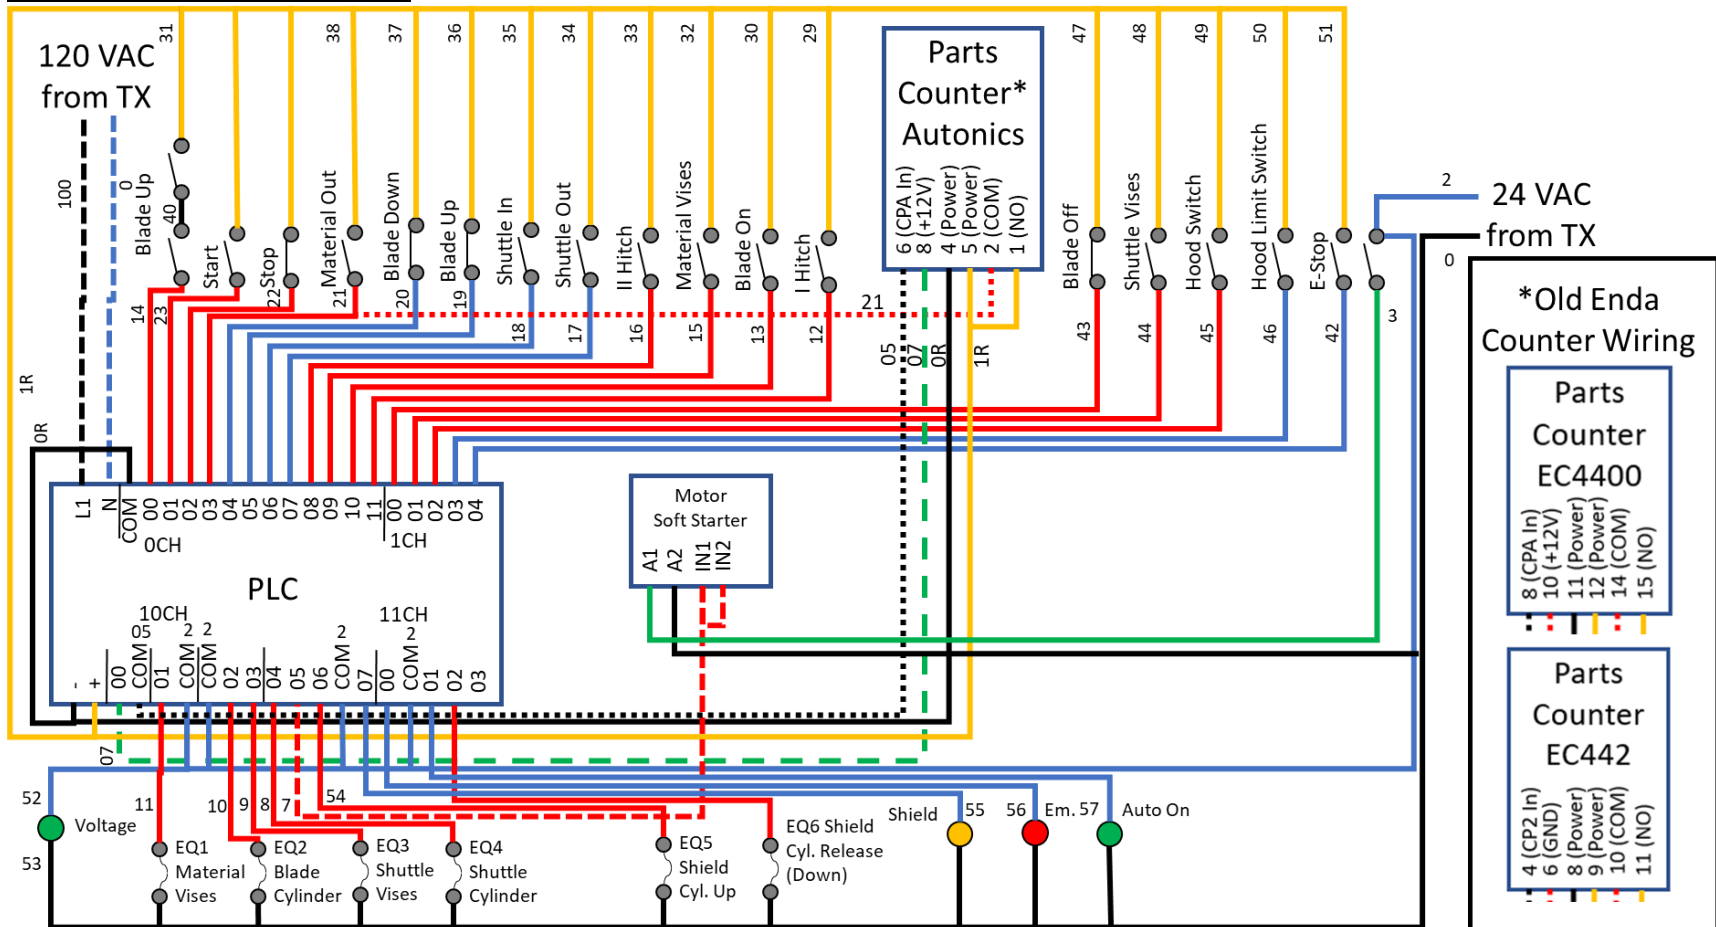 120 VAC
from TX
100
0
31
38
37
36
35
34
33
32
30
29
47
48
49
50
51
Parts
Counter*
Autonics
6 (CPA In)
8 (+12V)
4 (Power)
5 (Power)
2 (COM)
1 (NO)
Blade Up
40
Start
Stop
Material Out
Blade Down
Blade Up
Shuttle In
Shuttle Out
II Hitch
Material Vises
Blade On
I Hitch
Blade Off
Shuttle Vises
Hood Switch
Hood Limit Switch
E-Stop
2
24 VAC
from TX
0
3
14
23
22
21
20
19
18
17
16
15
13
12
21
05
07
0R
1R
43
44
45
46
42
1R
0R
L1
N
COM
00
01
02
03
04
05
06
07
08
09
10
11
00
01
02
03
04
0CH
1CH
PLC
10CH
11CH
-
+
00
COM 05
01
COM 2
COM 2
02
03
04
05
06
COM 2
07
00
COM 2
01
02
03
Motor
Soft Starter
A1
A2
IN1
IN2
07
52
Voltage
53
11
10
9
8
7
54
EQ1
Material
Vises
EQ2
Blade
Cylinder
EQ3
Shuttle
Vises
EQ4
Shuttle
Cylinder
EQ5
Shield
Cyl. Up
EQ6 Shield
Cyl. Release
(Down)
Shield
55
56
Em.
57
Auto On
*Old Enda
Counter Wiring
Parts
Counter
EC4400
8 (CPA In)
10 (+12V)
11 (Power)
12 (Power)
14 (COM)
15 (NO)
Parts
Counter
EC442
4 (CP2 In)
6 (GND)
8 (Power)
9 (Power)
10 (COM)
11 (NO)